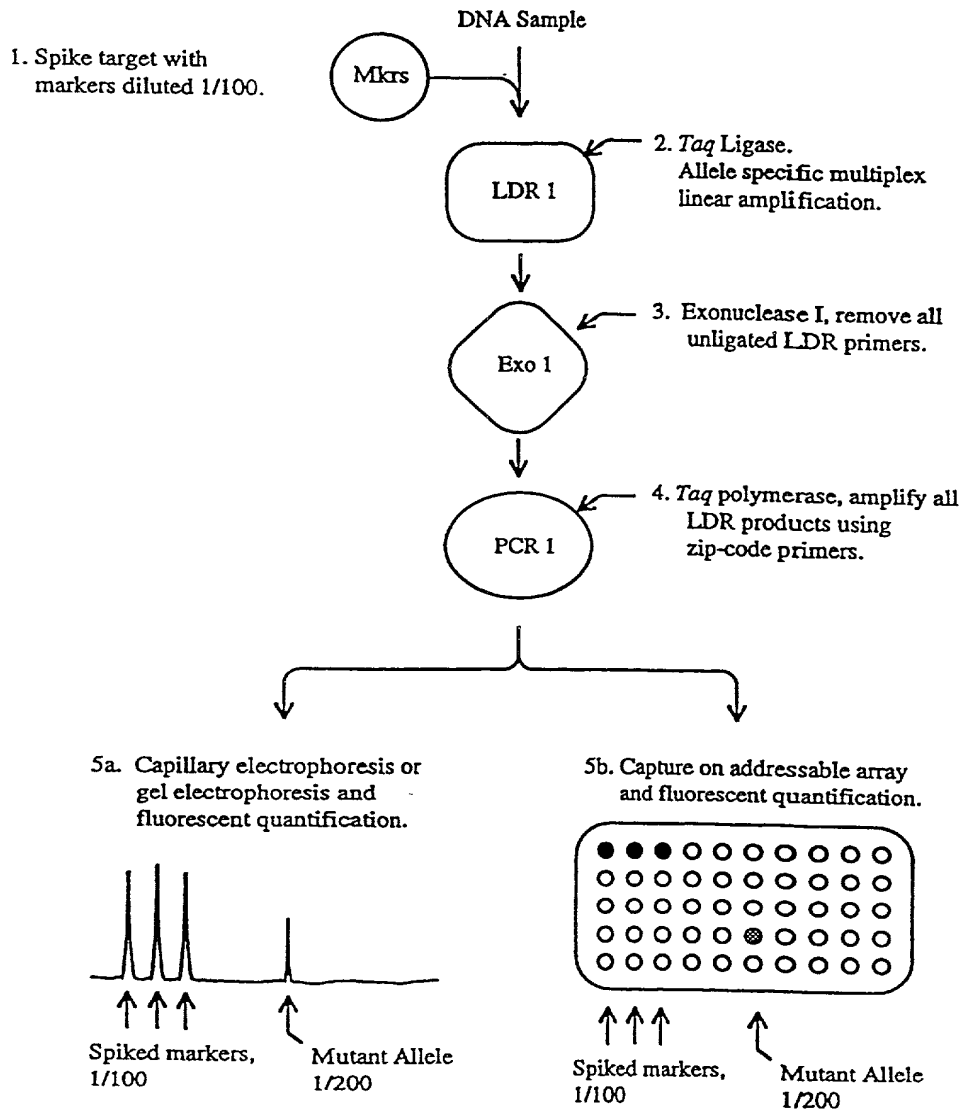 DNA Sample
1. Spike target with
markers diluted 1/100.
Mkrs
2. Taq Ligase.
Allele specific multiplex
linear amplification.
LDR 1
3. Exonuclease I, remove all
unligated LDR primers.
Exo 1
4. Taq polymerase, amplify all
LDR products using
zip-code primers.
PCR 1
5a. Capillary electrophoresis or
gel electrophoresis and
fluorescent quantification.
5b. Capture on addressable array
and fluorescent quantification.
Spiked markers,
1/100
Mutant Allele
1/200
Spiked markers,
1/100
Mutant Allele
1/200